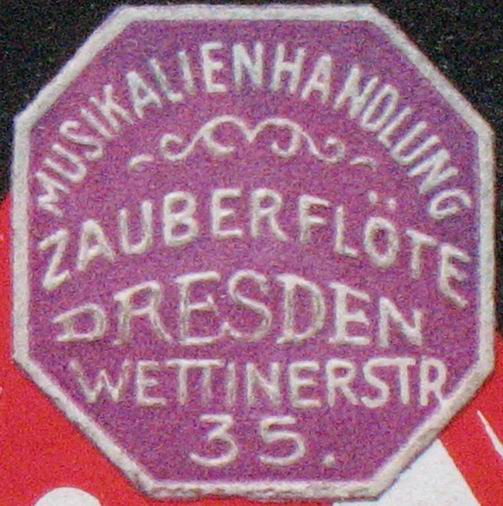 MUSIKALIENHANDLUNG
ZAUBERFLÖTE
DRESDEN
WETTINERSTR
35.